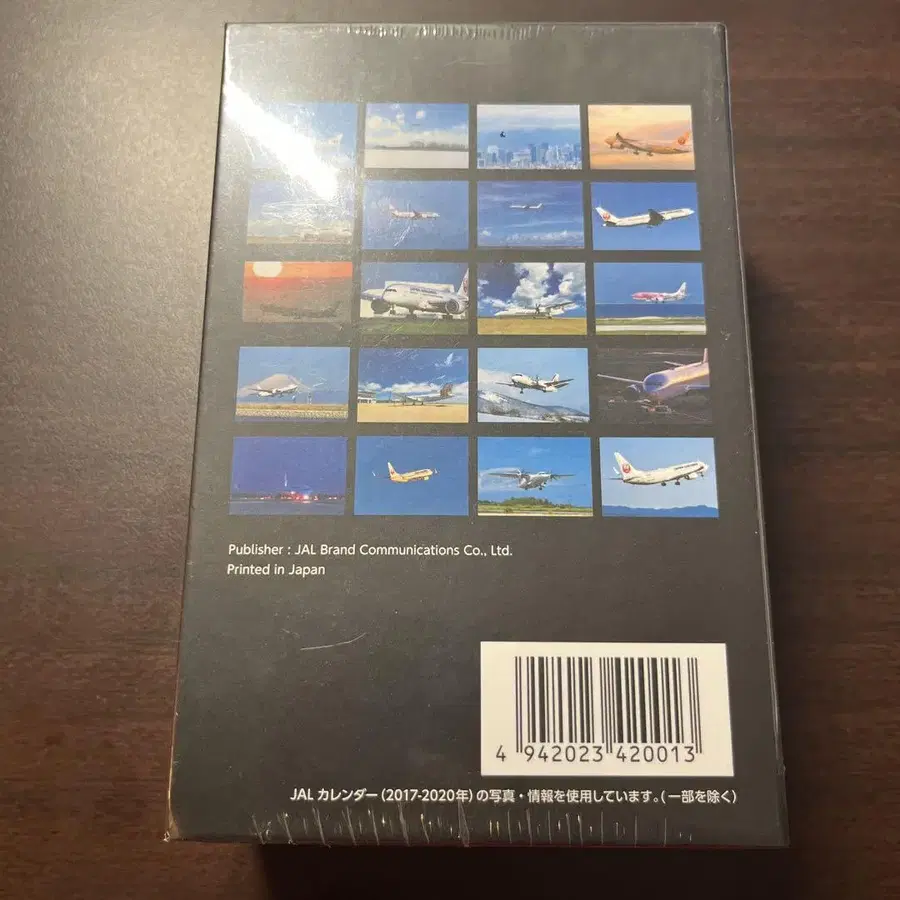 Publisher : JAL Brand Communications Co., Ltd.
Printed in Japan
4 942023 420013
JAL カレンダー(2017-2020年)の写真・情報を使用しています。(一部を除く)